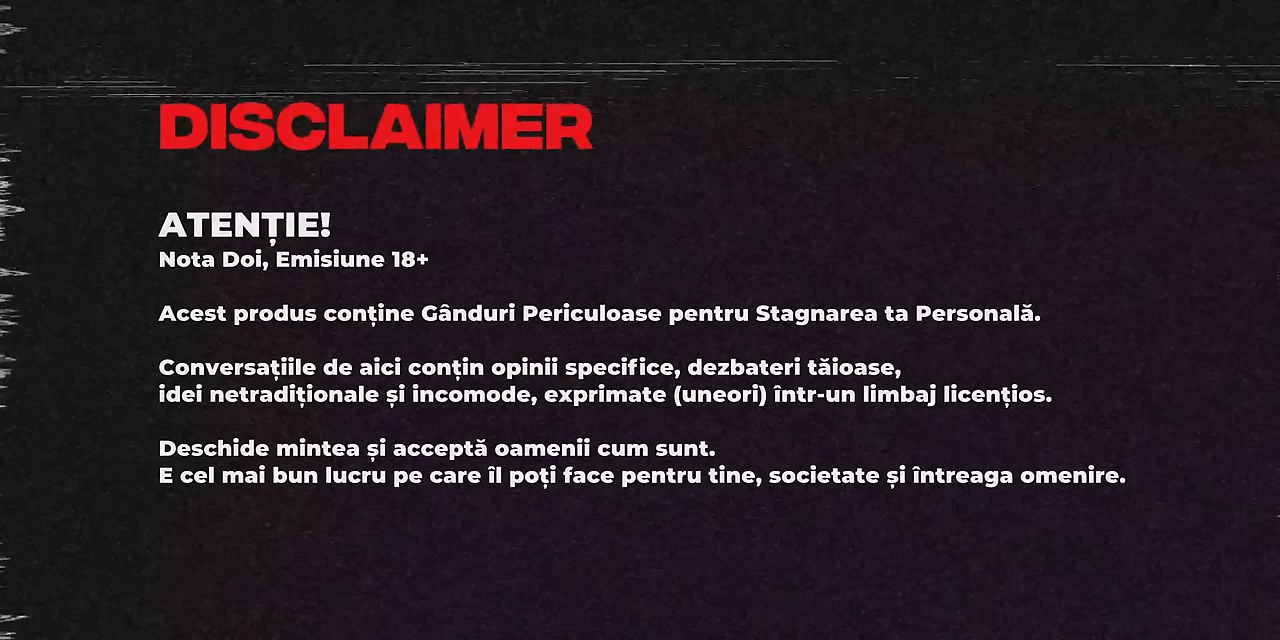 DISCLAIMER
ATENȚIE!
Nota Doi, Emisiune 18+
Acest produs conține Gânduri Periculoase pentru Stagnarea ta Personală.
Conversațiile de aici conțin opinii specifice, dezbateri tăioase,
idei netradiționale și incomode, exprimate (uneori) într-un limbaj licențios.
Deschide mintea și acceptă oamenii cum sunt.
E cel mai bun lucru pe care îl poți face pentru tine, societate și întreaga omenire.